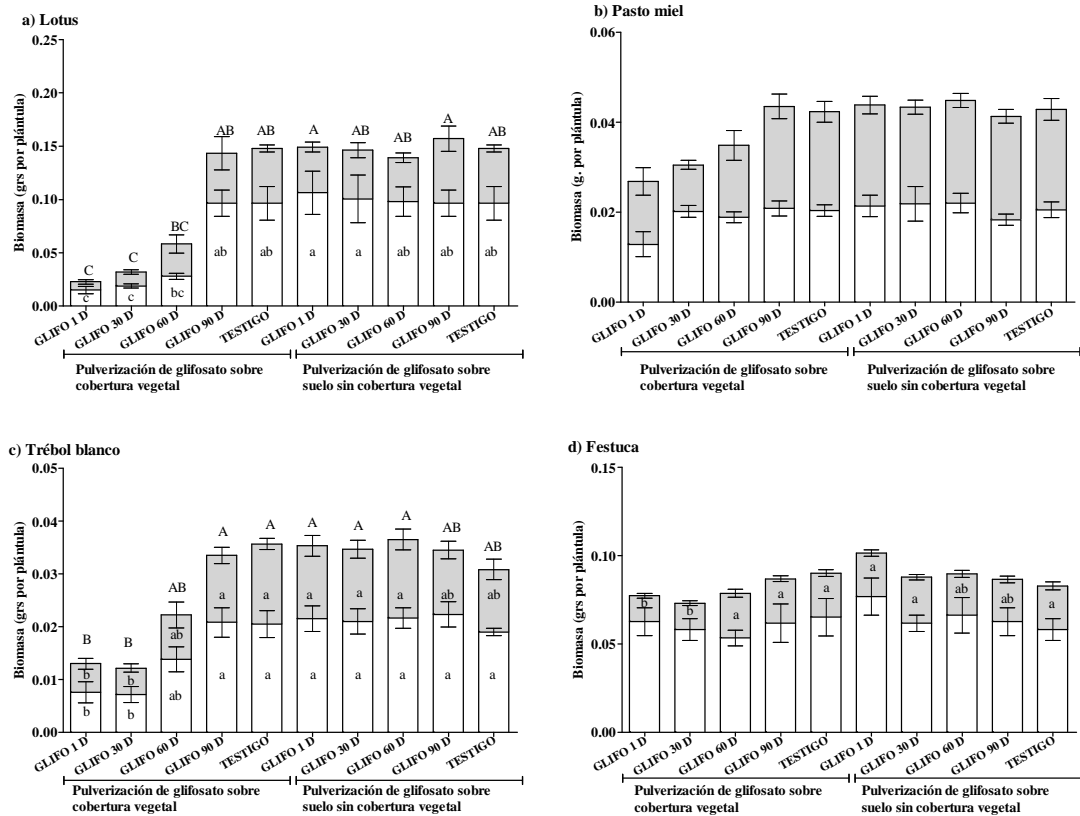 a) Lotus
Biomasa (grs por plántula)
0.25
0.20
0.15
0.10
0.05
0.00
C C BC AB AB A AB AB A AB
c c bc ab ab a a ab ab ab
GLIFO 1 D GLIFO 30 D GLIFO 60 D GLIFO 90 D TESTIGO GLIFO 1 D GLIFO 30 D GLIFO 60 D GLIFO 90 D TESTIGO
Pulverización de glifosato sobre
cobertura vegetal
Pulverización de glifosato sobre
suelo sin cobertura vegetal
b) Pasto miel
Biomasa (g. por plántula)
0.06
0.04
0.02
0.00
GLIFO 1 D GLIFO 30 D GLIFO 60 D GLIFO 90 D TESTIGO GLIFO 1 D GLIFO 30 D GLIFO 60 D GLIFO 90 D TESTIGO
Pulverización de glifosato sobre
cobertura vegetal
Pulverización de glifosato sobre
suelo sin cobertura vegetal
c) Trébol blanco
Biomasa (grs por plántula)
0.05
0.04
0.03
0.02
0.01
0.00
B B AB A A A A A AB AB
b b ab a a a a a ab ab
b b ab a a a a a a a
GLIFO 1 D GLIFO 30 D GLIFO 60 D GLIFO 90 D TESTIGO GLIFO 1 D GLIFO 30 D GLIFO 60 D GLIFO 90 D TESTIGO
Pulverización de glifosato sobre
cobertura vegetal
Pulverización de glifosato sobre
suelo sin cobertura vegetal
d) Festuca
Biomasa (grs por plántula)
0.15
0.10
0.05
0.00
b b a a a a a ab ab a
GLIFO 1 D GLIFO 30 D GLIFO 60 D GLIFO 90 D TESTIGO GLIFO 1 D GLIFO 30 D GLIFO 60 D GLIFO 90 D TESTIGO
Pulverización de glifosato sobre
cobertura vegetal
Pulverización de glifosato sobre
suelo sin cobertura vegetal